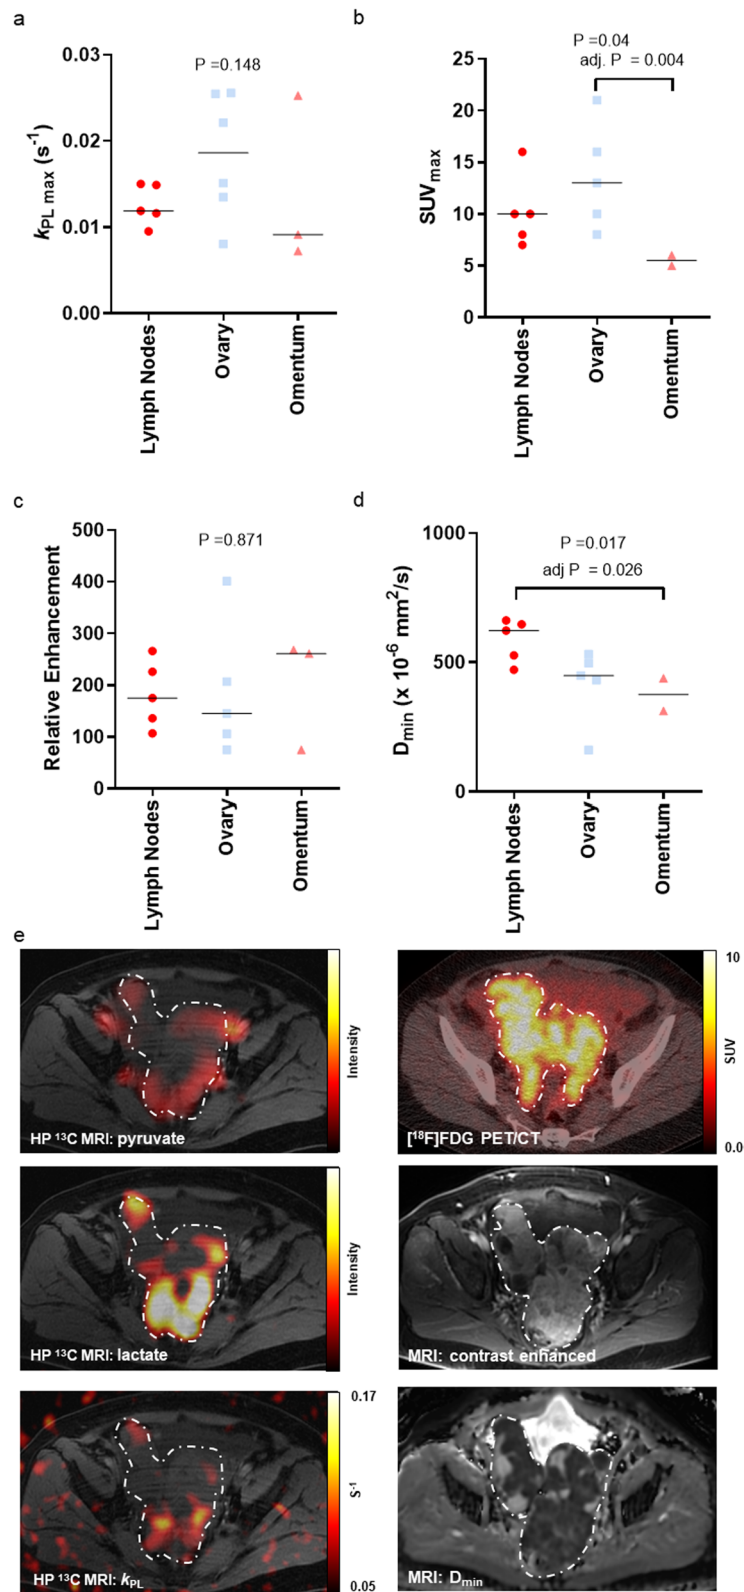 a
0.03
0.02
0.01
0.00
kPL max (s-1)
P =0.148
Lymph Nodes
Ovary
Omentum
b
25
20
15
10
5
0
SUVmax
P =0.04
adj. P = 0.004
Lymph Nodes
Ovary
Omentum
c
500
400
300
200
100
0
Relative Enhancement
P =0.871
Lymph Nodes
Ovary
Omentum
d
1000
500
0
Dmin (x 10-6 mm2/s)
P =0.017
adj P = 0.026
Lymph Nodes
Ovary
Omentum
e
HP 13C MRI: pyruvate
Intensity
[18F]FDG PET/CT
10
SUV
0.0
HP 13C MRI: lactate
Intensity
MRI: contrast enhanced
HP 13C MRI: kPL
0.17
S-1
0.05
MRI: Dmin